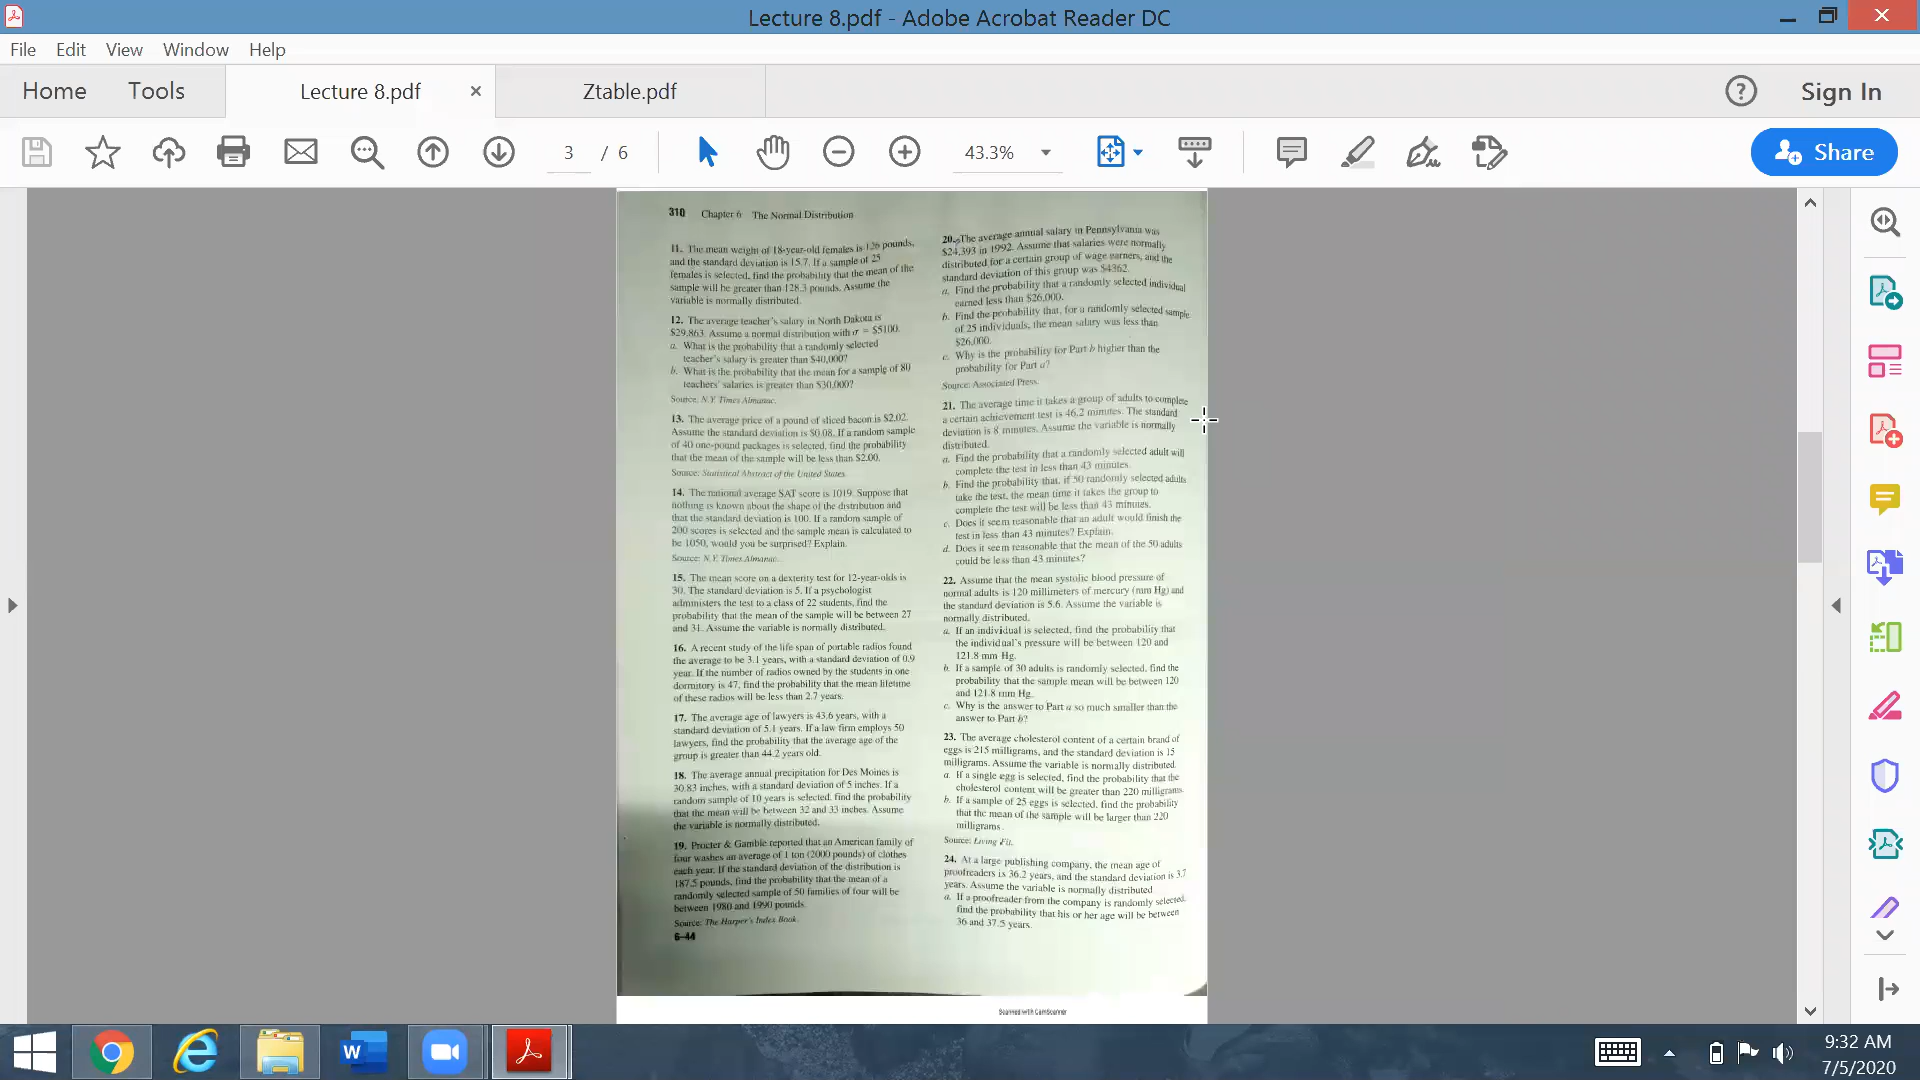 Lecture 8.pdf - Adobe Acrobat Reader DC
File Edit View Window Help
Home Tools Lecture 8.pdf Ztable.pdf Sign In
3 / 6 43.3% Share
310 Chapter 6 The Normal Distribution
11. The mean weight of 18-year-old females is 126 pounds,
and the standard deviation is 15.7. If a sample of 25
females is selected, find the probability that the mean of the
sample will be greater than 128.3 pounds. Assume the
variable is normally distributed.
12. The average teacher's salary in North Dakota is
$29,863. Assume a normal distribution with σ = $5100.
a. What is the probability that a randomly selected
teacher's salary is greater than $40,000?
b. What is the probability that the mean for a sample of 80
teachers' salaries is greater than $30,000?
Source: N.Y. Times Almanac.
13. The average price of a pound of sliced bacon is $2.02.
Assume the standard deviation is $0.08. If a random sample
of 40 one-pound packages is selected, find the probability
that the mean of the sample will be less than $2.00.
Source: Statistical Abstract of the United States.
14. The national average SAT score is 1019. Suppose that
nothing is known about the shape of the distribution and
that the standard deviation is 100. If a random sample of
200 scores is selected and the sample mean is calculated to
be 1050, would you be surprised? Explain.
Source: N.Y. Times Almanac.
15. The mean score on a dexterity test for 12-year-olds is
30. The standard deviation is 5. If a psychologist
administers the test to a class of 22 students, find the
probability that the mean of the sample will be between 27
and 31. Assume the variable is normally distributed.
16. A recent study of the life span of portable radios found
the average to be 3.1 years, with a standard deviation of 0.9
year. If the number of radios owned by the students in one
dormitory is 47, find the probability that the mean lifetime
of these radios will be less than 2.7 years.
17. The average age of lawyers is 43.6 years, with a
standard deviation of 5.1 years. If a law firm employs 50
lawyers, find the probability that the average age of the
group is greater than 44.2 years old.
18. The average annual precipitation for Des Moines is
30.83 inches, with a standard deviation of 5 inches. If a
random sample of 10 years is selected, find the probability
that the mean will be between 32 and 33 inches. Assume
the variable is normally distributed.
19. Procter & Gamble reported that an American family of
four washes an average of 1 ton (2000 pounds) of clothes
each year. If the standard deviation of the distribution is
187.5 pounds, find the probability that the mean of a
randomly selected sample of 50 families of four will be
between 1980 and 1990 pounds.
Source: The Harper's Index Book.
6–44
20. The average annual salary in Pennsylvania was
$24,393 in 1992. Assume that salaries were normally
distributed for a certain group of wage earners, and the
standard deviation of this group was $4362.
a. Find the probability that a randomly selected individual
earned less than $26,000.
b. Find the probability that, for a randomly selected sample
of 25 individuals, the mean salary was less than
$26,000.
c. Why is the probability for Part b higher than the
probability for Part a?
Source: Associated Press.
21. The average time it takes a group of adults to complete
a certain achievement test is 46.2 minutes. The standard
deviation is 8 minutes. Assume the variable is normally
distributed.
a. Find the probability that a randomly selected adult will
complete the test in less than 43 minutes.
b. Find the probability that, if 50 randomly selected adults
take the test, the mean time it takes the group to
complete the test will be less than 43 minutes.
c. Does it seem reasonable that an adult would finish the
test in less than 43 minutes? Explain.
d. Does it seem reasonable that the mean of the 50 adults
could be less than 43 minutes?
22. Assume that the mean systolic blood pressure of
normal adults is 120 millimeters of mercury (mm Hg) and
the standard deviation is 5.6. Assume the variable is
normally distributed.
a. If an individual is selected, find the probability that
the individual's pressure will be between 120 and
121.8 mm Hg.
b. If a sample of 30 adults is randomly selected, find the
probability that the sample mean will be between 120
and 121.8 mm Hg.
c. Why is the answer to Part a so much smaller than the
answer to Part b?
23. The average cholesterol content of a certain brand of
eggs is 215 milligrams, and the standard deviation is 15
milligrams. Assume the variable is normally distributed.
a. If a single egg is selected, find the probability that the
cholesterol content will be greater than 220 milligrams.
b. If a sample of 25 eggs is selected, find the probability
that the mean of the sample will be larger than 220
milligrams.
Source: Living Fit.
24. At a large publishing company, the mean age of
proofreaders is 36.2 years, and the standard deviation is 3.7
years. Assume the variable is normally distributed.
a. If a proofreader from the company is randomly selected,
find the probability that his or her age will be between
36 and 37.5 years.
Scanned with CamScanner
9:32 AM
7/5/2020